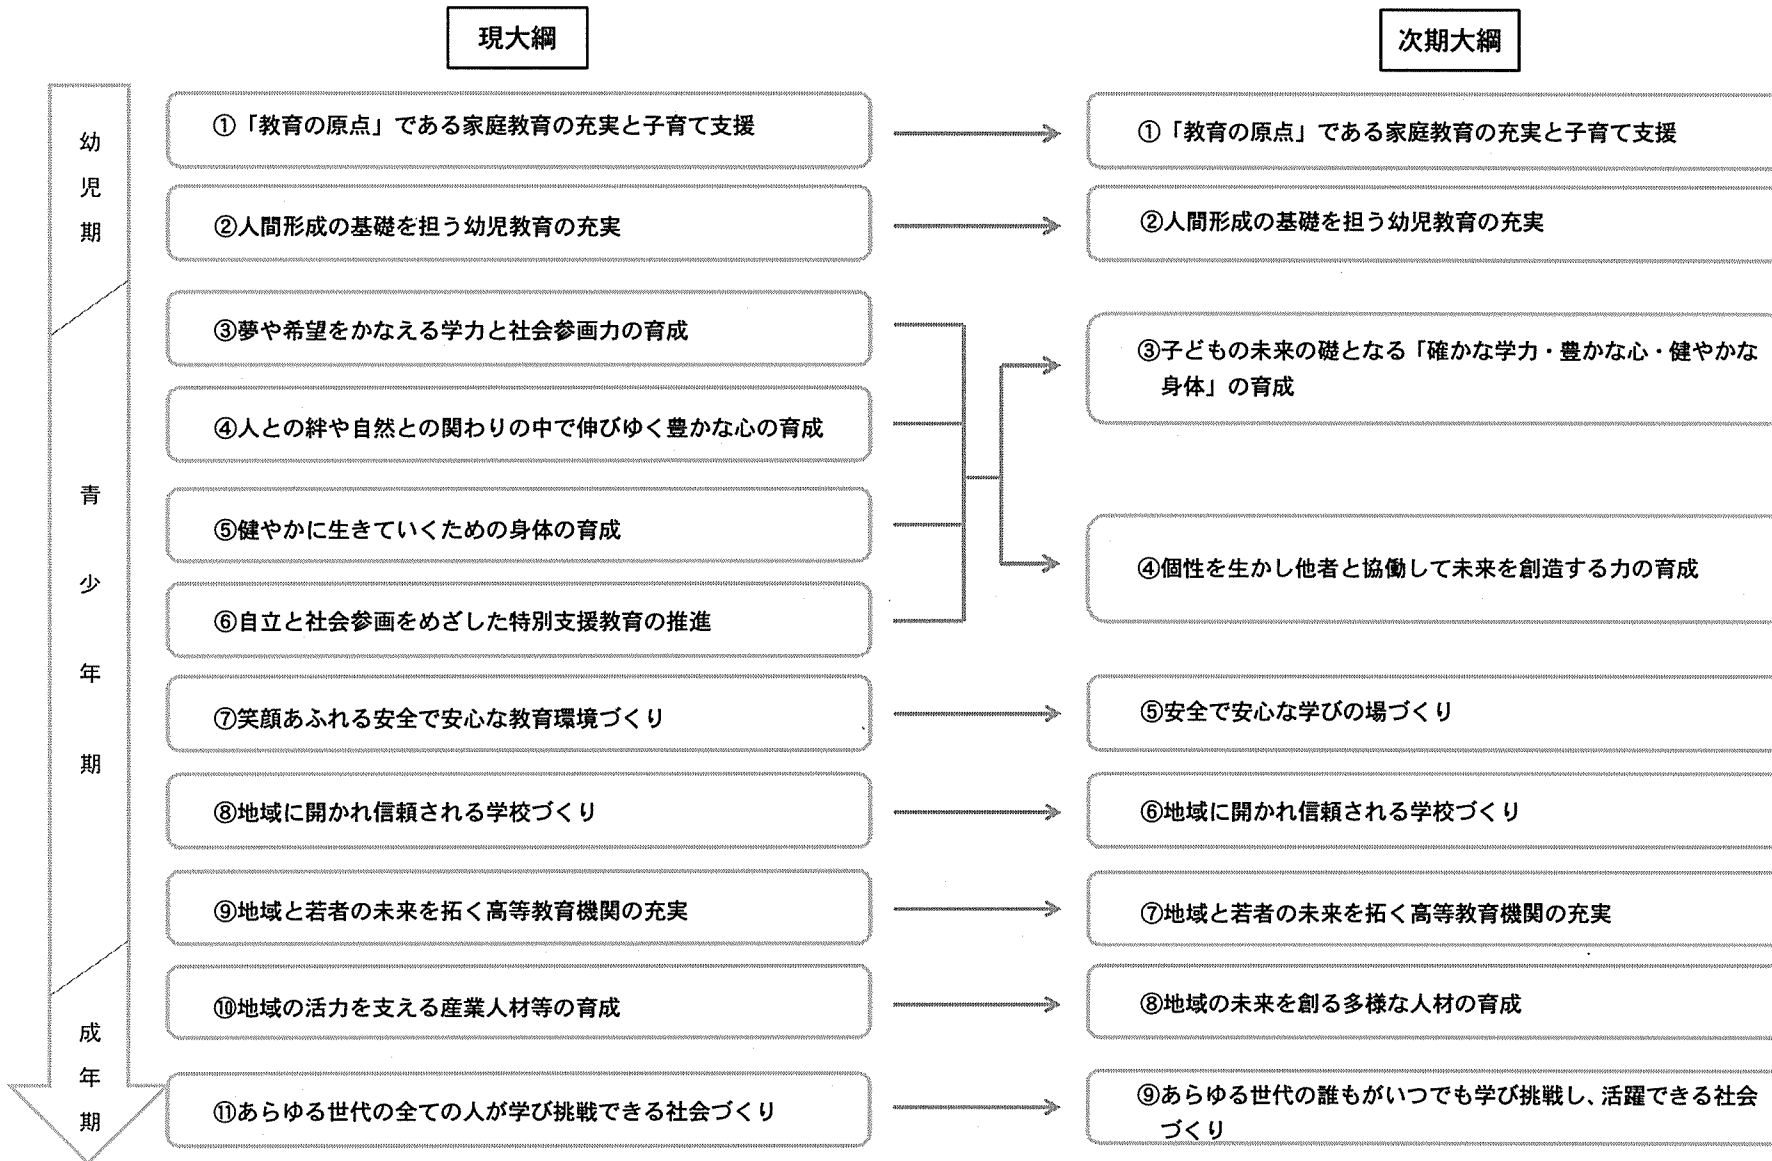 現大綱
次期大綱
幼児期
青少年期
成年期
①「教育の原点」である家庭教育の充実と子育て支援
②人間形成の基礎を担う幼児教育の充実
③夢や希望をかなえる学力と社会参画力の育成
④人との絆や自然との関わりの中で伸びゆく豊かな心の育成
⑤健やかに生きていくための身体の育成
⑥自立と社会参画をめざした特別支援教育の推進
⑦笑顔あふれる安全で安心な教育環境づくり
⑧地域に開かれ信頼される学校づくり
⑨地域と若者の未来を拓く高等教育機関の充実
⑩地域の活力を支える産業人材等の育成
⑪あらゆる世代の全ての人が学び挑戦できる社会づくり
①「教育の原点」である家庭教育の充実と子育て支援
②人間形成の基礎を担う幼児教育の充実
③子どもの未来の礎となる「確かな学力・豊かな心・健やかな
身体」の育成
④個性を生かし他者と協働して未来を創造する力の育成
⑤安全で安心な学びの場づくり
⑥地域に開かれ信頼される学校づくり
⑦地域と若者の未来を拓く高等教育機関の充実
⑧地域の未来を創る多様な人材の育成
⑨あらゆる世代の誰もがいつでも学び挑戦し、活躍できる社会
づくり